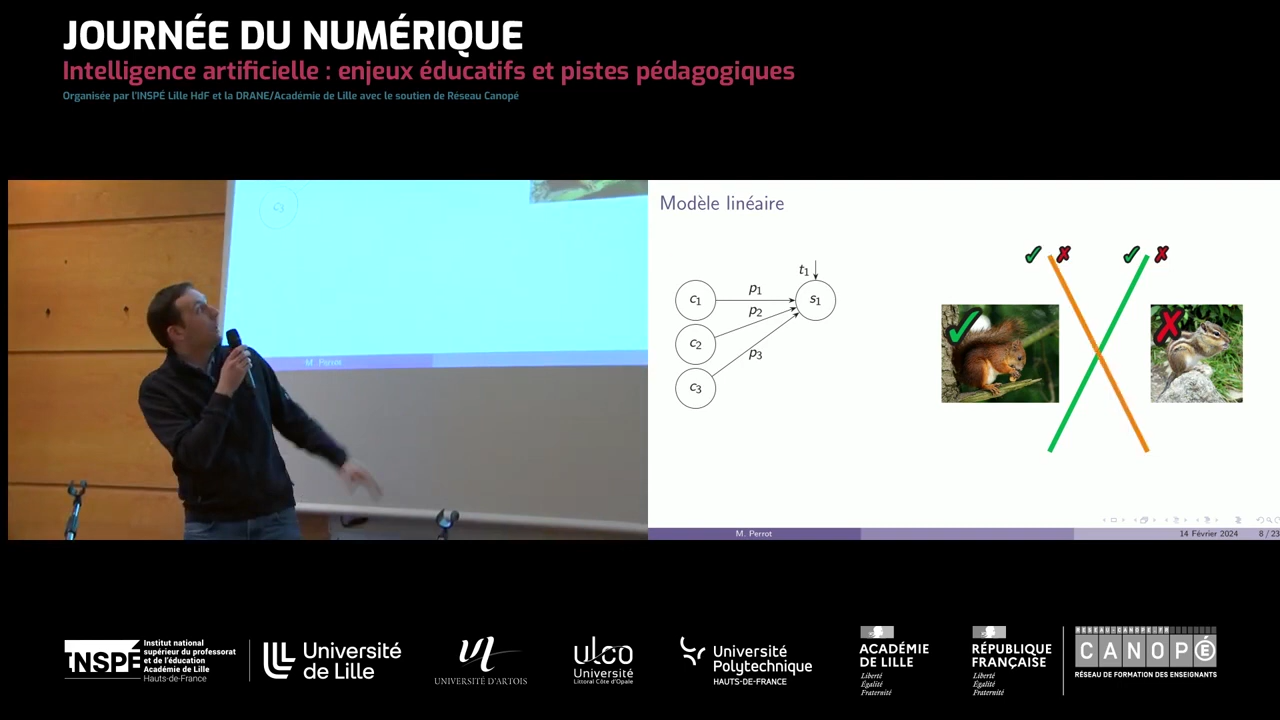 JOURNÉE DU NUMÉRIQUE
Intelligence artificielle : enjeux éducatifs et pistes pédagogiques
Organisée par l'INSPÉ Lille HdF et la DRANE/Académie de Lille avec le soutien de Réseau Canopé
M. Perrot
Modèle linéaire
t1
c1
p1
s1
p2
c2
p3
c3
M. Perrot
14 Février 2024
8 / 23
INSPÉ
Institut national
supérieur du professorat
et de l'éducation
Académie de Lille
Hauts-de-France
Université
de Lille
UNIVERSITÉ D'ARTOIS
ulco
Université
Littoral Côte d'Opale
Université
Polytechnique
HAUTS-DE-FRANCE
ACADÉMIE
DE LILLE
Liberté
Égalité
Fraternité
RÉPUBLIQUE
FRANÇAISE
Liberté
Égalité
Fraternité
RESEAU-CANOPE.FR
CANOPÉ
RÉSEAU DE FORMATION DES ENSEIGNANTS